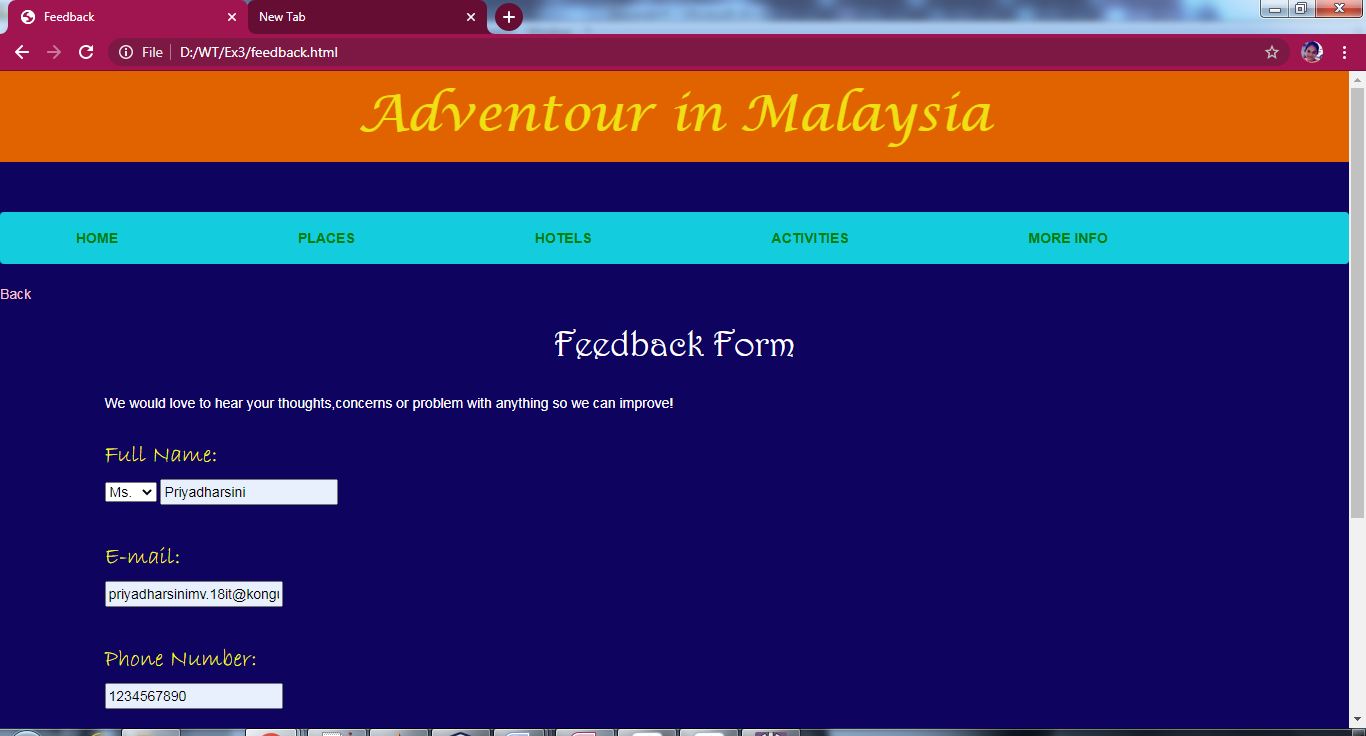 Feedback
New Tab
File
D:/WT/Ex3/feedback.html
Adventour in Malaysia
HOME PLACES HOTELS ACTIVITIES MORE INFO
Back
Feedback Form
We would love to hear your thoughts,concerns or problem with anything so we can improve!
Full Name:
Ms. Priyadharsini
E-mail:
priyadharsinimv.18it@kongu
Phone Number:
1234567890